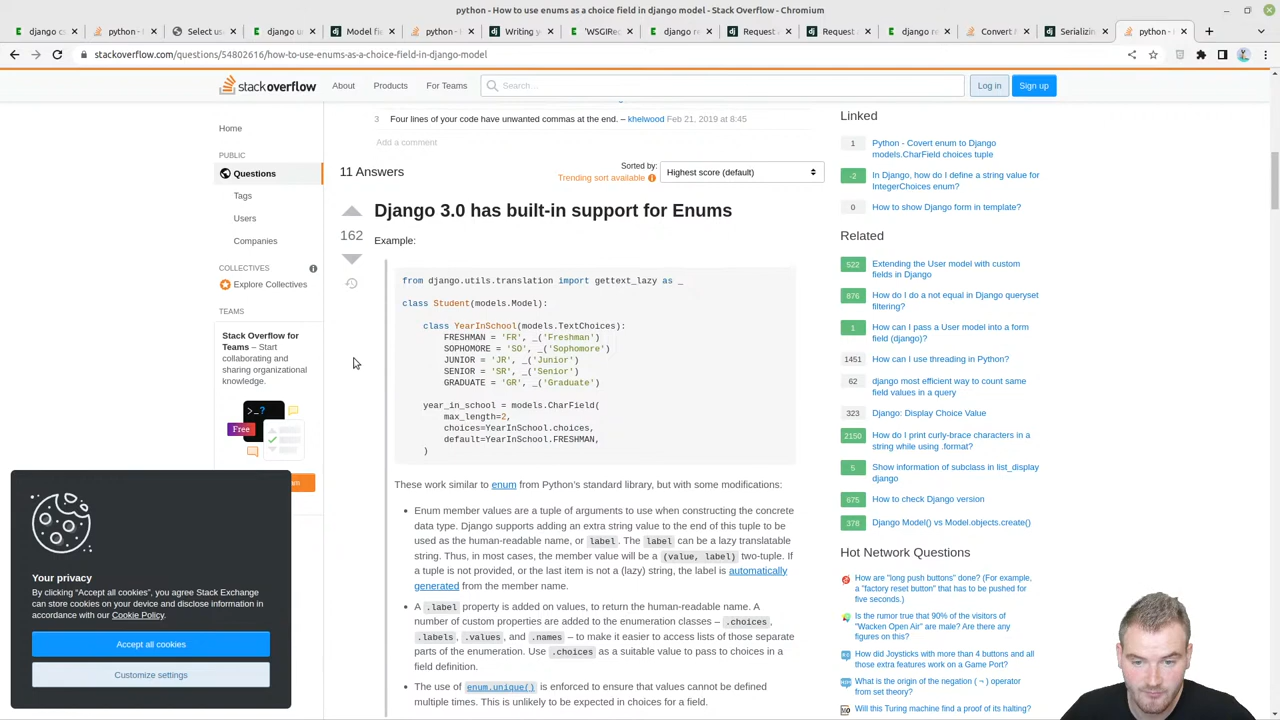 python - How to use enums as a choice field in django model - Stack Overflow - Chromium
django c
python -
Select us
django u
Model fi
python -
Writing y
'WSGIRec
django re
Request
Request
django re
Convert
Serializin
python -
stackoverflow.com/questions/54802616/how-to-use-enums-as-a-choice-field-in-django-model
stackoverflow
About
Products
For Teams
Search...
Log in
Sign up
Home
PUBLIC
Questions
Tags
Users
Companies
COLLECTIVES
Explore Collectives
TEAMS
Stack Overflow for
Teams – Start
collaborating and
sharing organizational
knowledge.
>_?
Free
am
3 Four lines of your code have unwanted commas at the end. – khelwood Feb 21, 2019 at 8:45
Add a comment
11 Answers
Sorted by:
Trending sort available
Highest score (default)
162
Django 3.0 has built-in support for Enums
Example:
from django.utils.translation import gettext_lazy as _
class Student(models.Model):
class YearInSchool(models.TextChoices):
FRESHMAN = 'FR', _('Freshman')
SOPHOMORE = 'SO', _('Sophomore')
JUNIOR = 'JR', _('Junior')
SENIOR = 'SR', _('Senior')
GRADUATE = 'GR', _('Graduate')
year_in_school = models.CharField(
max_length=2,
choices=YearInSchool.choices,
default=YearInSchool.FRESHMAN,
)
These work similar to enum from Python's standard library, but with some modifications:
• Enum member values are a tuple of arguments to use when constructing the concrete
data type. Django supports adding an extra string value to the end of this tuple to be
used as the human-readable name, or label. The label can be a lazy translatable
string. Thus, in most cases, the member value will be a (value, label) two-tuple. If
a tuple is not provided, or the last item is not a (lazy) string, the label is automatically
generated from the member name.
• A .label property is added on values, to return the human-readable name. A
number of custom properties are added to the enumeration classes – .choices,
.labels, .values, and .names – to make it easier to access lists of those separate
parts of the enumeration. Use .choices as a suitable value to pass to choices in a
field definition.
• The use of enum.unique() is enforced to ensure that values cannot be defined
multiple times. This is unlikely to be expected in choices for a field.
Linked
1 Python - Covert enum to Django
models.CharField choices tuple
-2 In Django, how do I define a string value for
IntegerChoices enum?
0 How to show Django form in template?
Related
522 Extending the User model with custom
fields in Django
876 How do I do a not equal in Django queryset
filtering?
1 How can I pass a User model into a form
field (django)?
1451 How can I use threading in Python?
62 django most efficient way to count same
field values in a query
323 Django: Display Choice Value
2150 How do I print curly-brace characters in a
string while using .format?
5 Show information of subclass in list_display
django
675 How to check Django version
378 Django Model() vs Model.objects.create()
Hot Network Questions
How are "long push buttons" done? (For example,
a "factory reset button" that has to be pushed for
five seconds.)
Is the rumor true that 90% of the visitors of
"Wacken Open Air" are male? Are there any
figures on this?
How did Joysticks with more than 4 buttons and all
those extra features work on a Game Port?
What is the origin of the negation ( ¬ ) operator
from set theory?
Will this Turing machine find a proof of its halting?
Your privacy
By clicking “Accept all cookies”, you agree Stack Exchange
can store cookies on your device and disclose information in
accordance with our Cookie Policy.
Accept all cookies
Customize settings